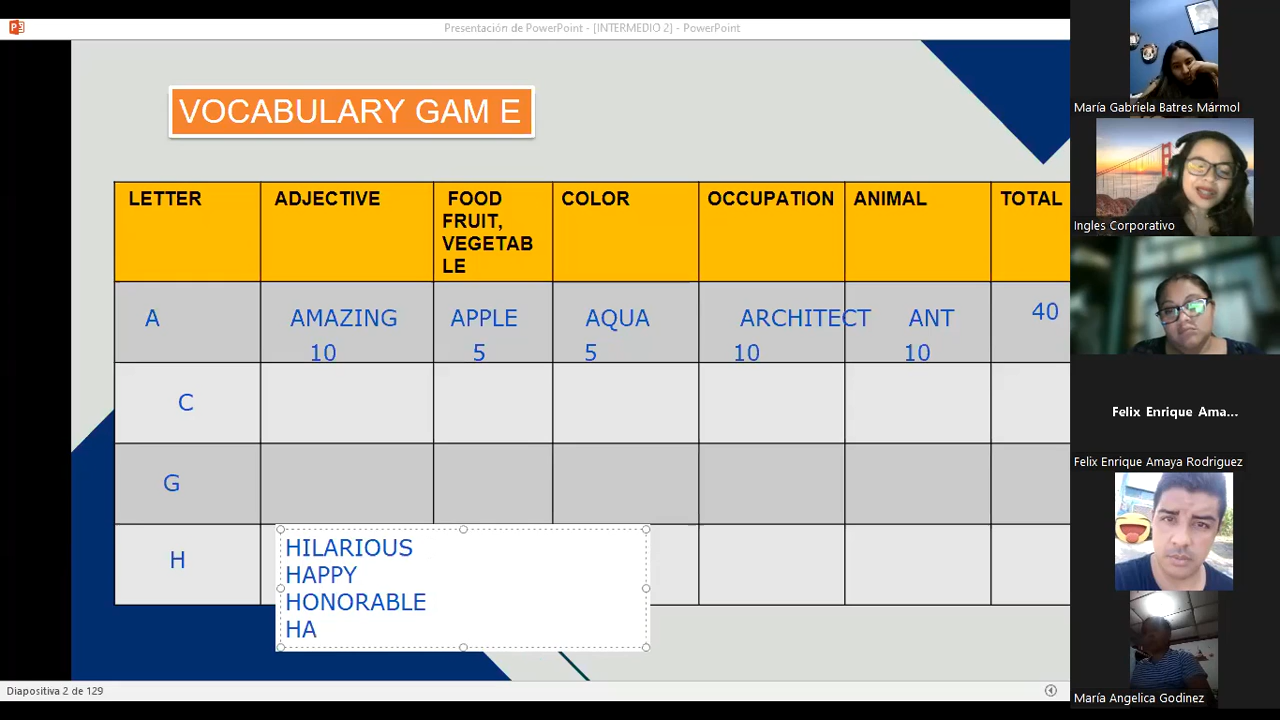 Presentación de PowerPoint - [INTERMEDIO 2] - PowerPoint
VOCABULARY GAM E
LETTER ADJECTIVE FOOD FRUIT, VEGETAB LE COLOR OCCUPATION ANIMAL TOTAL
A AMAZING APPLE AQUA ARCHITECT ANT 40
10 5 5 10 10
C
G
H
HILARIOUS
HAPPY
HONORABLE
HA
Diapositiva 2 de 129
María Gabriela Batres Mármol
Ingles Corporativo
Felix Enrique Ama...
Felix Enrique Amaya Rodriguez
María Angelica Godinez